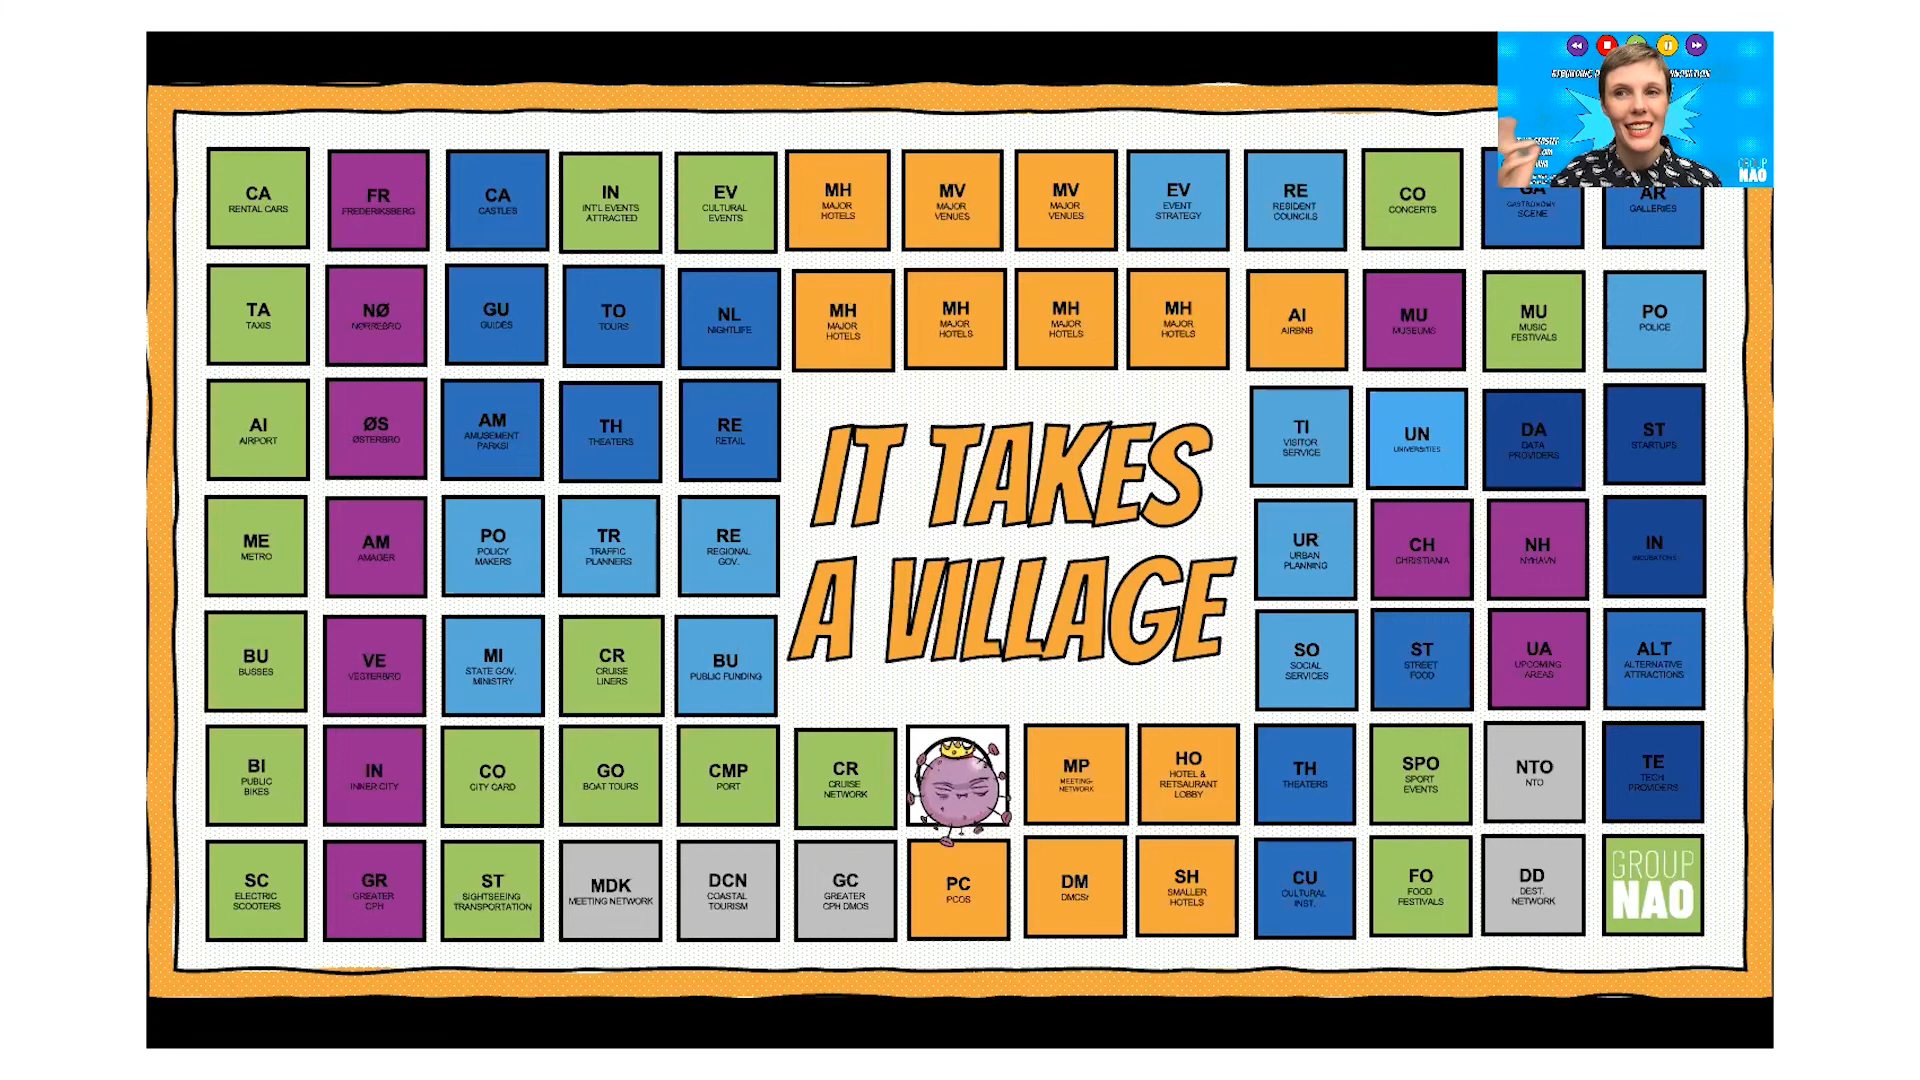 CA
RENTAL CARS
FR
FREDERIKSBERG
CA
CASTLES
IN
INT'L EVENTS
ATTRACTED
EV
CULTURAL
EVENTS
MH
MAJOR
HOTELS
MV
MAJOR
VENUES
MV
MAJOR
VENUES
EV
EVENT
STRATEGY
RE
RESIDENT
COUNCILS
CO
CONCERTS
GA
GASTRONOMY
SCENE
AR
GALLERIES
GROUP
NAO
TA
TAXIS
NØ
NØRREBRO
GU
GUIDES
TO
TOURS
NL
NIGHTLIFE
MH
MAJOR
HOTELS
MH
MAJOR
HOTELS
MH
MAJOR
HOTELS
MH
MAJOR
HOTELS
AI
AIRBNB
MU
MUSEUMS
MU
MUSIC
FESTIVALS
PO
POLICE
AI
AIRPORT
ØS
ØSTERBRO
AM
AMUSEMENT
PARKS!
TH
THEATERS
RE
RETAIL
IT TAKES
A VILLAGE
TI
VISITOR
SERVICE
UN
UNIVERSITIES
DA
DATA
PROVIDERS
ST
STARTUPS
ME
METRO
AM
AMAGER
PO
POLICY
MAKERS
TR
TRAFFIC
PLANNERS
RE
REGIONAL
GOV.
UR
URBAN
PLANNING
CH
CHRISTIANIA
NH
NYHAVN
IN
INCUBATORS
BU
BUSSES
VE
VESTERBRO
MI
STATE GOV.
MINISTRY
CR
CRUISE
LINERS
BU
PUBLIC FUNDING
SO
SOCIAL
SERVICES
ST
STREET
FOOD
UA
UPCOMING
AREAS
ALT
ALTERNATIVE
ATTRACTIONS
BI
PUBLIC
BIKES
IN
INNER CITY
CO
CITY CARD
GO
BOAT TOURS
CMP
PORT
CR
CRUISE
NETWORK
MP
MEETING-
NETWORK
HO
HOTEL &
RETSAURANT
LOBBY
TH
THEATERS
SPO
SPORT
EVENTS
NTO
NTO
TE
TECH
PROVIDERS
SC
ELECTRIC
SCOOTERS
GR
GREATER
CPH
ST
SIGHTSEEING
TRANSPORTATION
MDK
MEETING NETWORK
DCN
COASTAL
TOURISM
GC
GREATER
CPH DMOS
PC
PCOS
DM
DMCSr
SH
SMALLER
HOTELS
CU
CULTURAL
INST.
FO
FOOD
FESTIVALS
DD
DEST.
NETWORK
GROUP
NAO